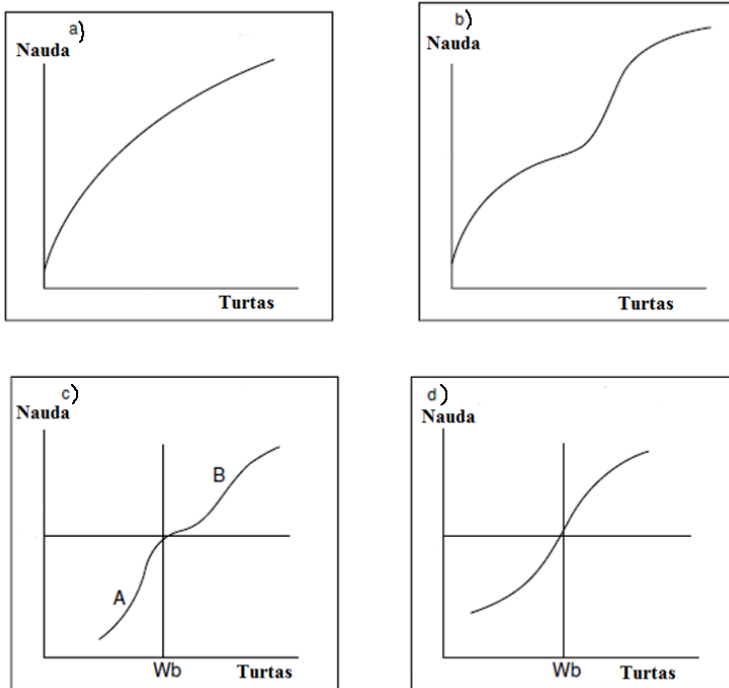 a)
Nauda
Turtas
b)
Nauda
Turtas
c)
Nauda
B
A
Wb
Turtas
d)
Nauda
Wb
Turtas